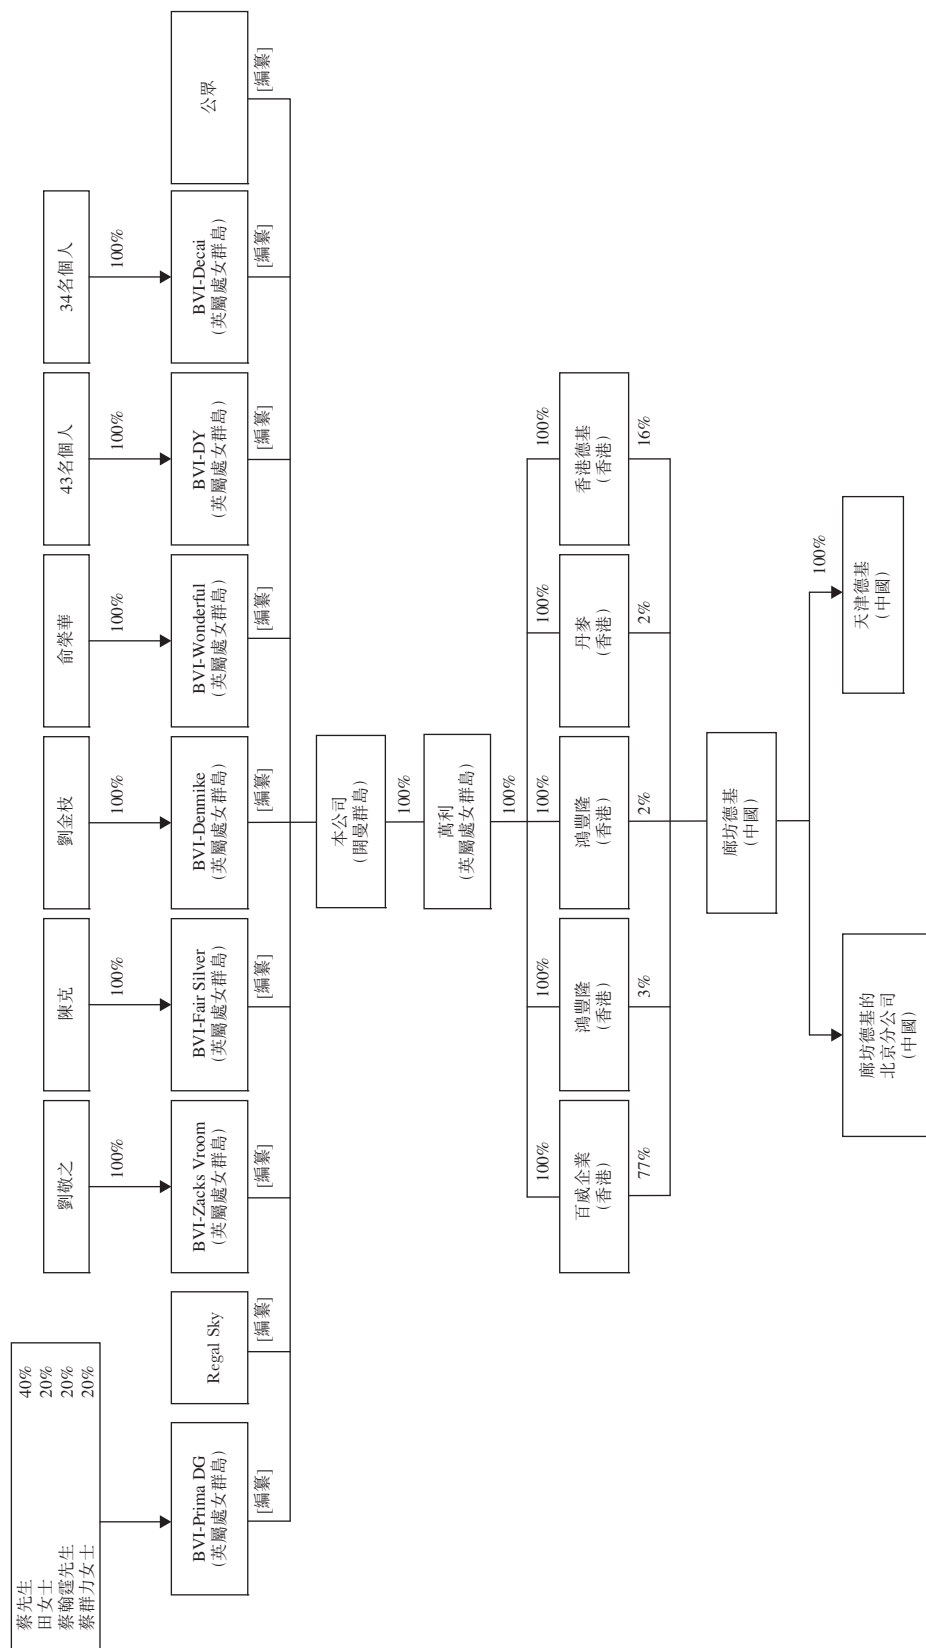 蔡先生 40%
田女士 20%
蔡翰霆先生 20%
蔡群力女士 20%
劉敬之
陳克
劉金枝
俞榮華
43名個人
34名個人
100%
100%
100%
100%
100%
100%
BVI-Prima DG
(英屬處女群島)
Regal Sky
BVI-Zacks Vroom
(英屬處女群島)
BVI-Fair Silver
(英屬處女群島)
BVI-Denmike
(英屬處女群島)
BVI-Wonderful
(英屬處女群島)
BVI-DY
(英屬處女群島)
BVI-Decai
(英屬處女群島)
公眾
[編纂]
[編纂]
[編纂]
[編纂]
[編纂]
[編纂]
[編纂]
[編纂]
[編纂]
本公司
(開曼群島)
100%
萬利
(英屬處女群島)
100%
100%
100%
100%
100%
100%
百威企業
(香港)
鴻豐隆
(香港)
鴻豐隆
(香港)
丹麥
(香港)
香港德基
(香港)
77%
3%
2%
2%
16%
廊坊德基
(中國)
100%
廊坊德基的
北京分公司
(中國)
天津德基
(中國)